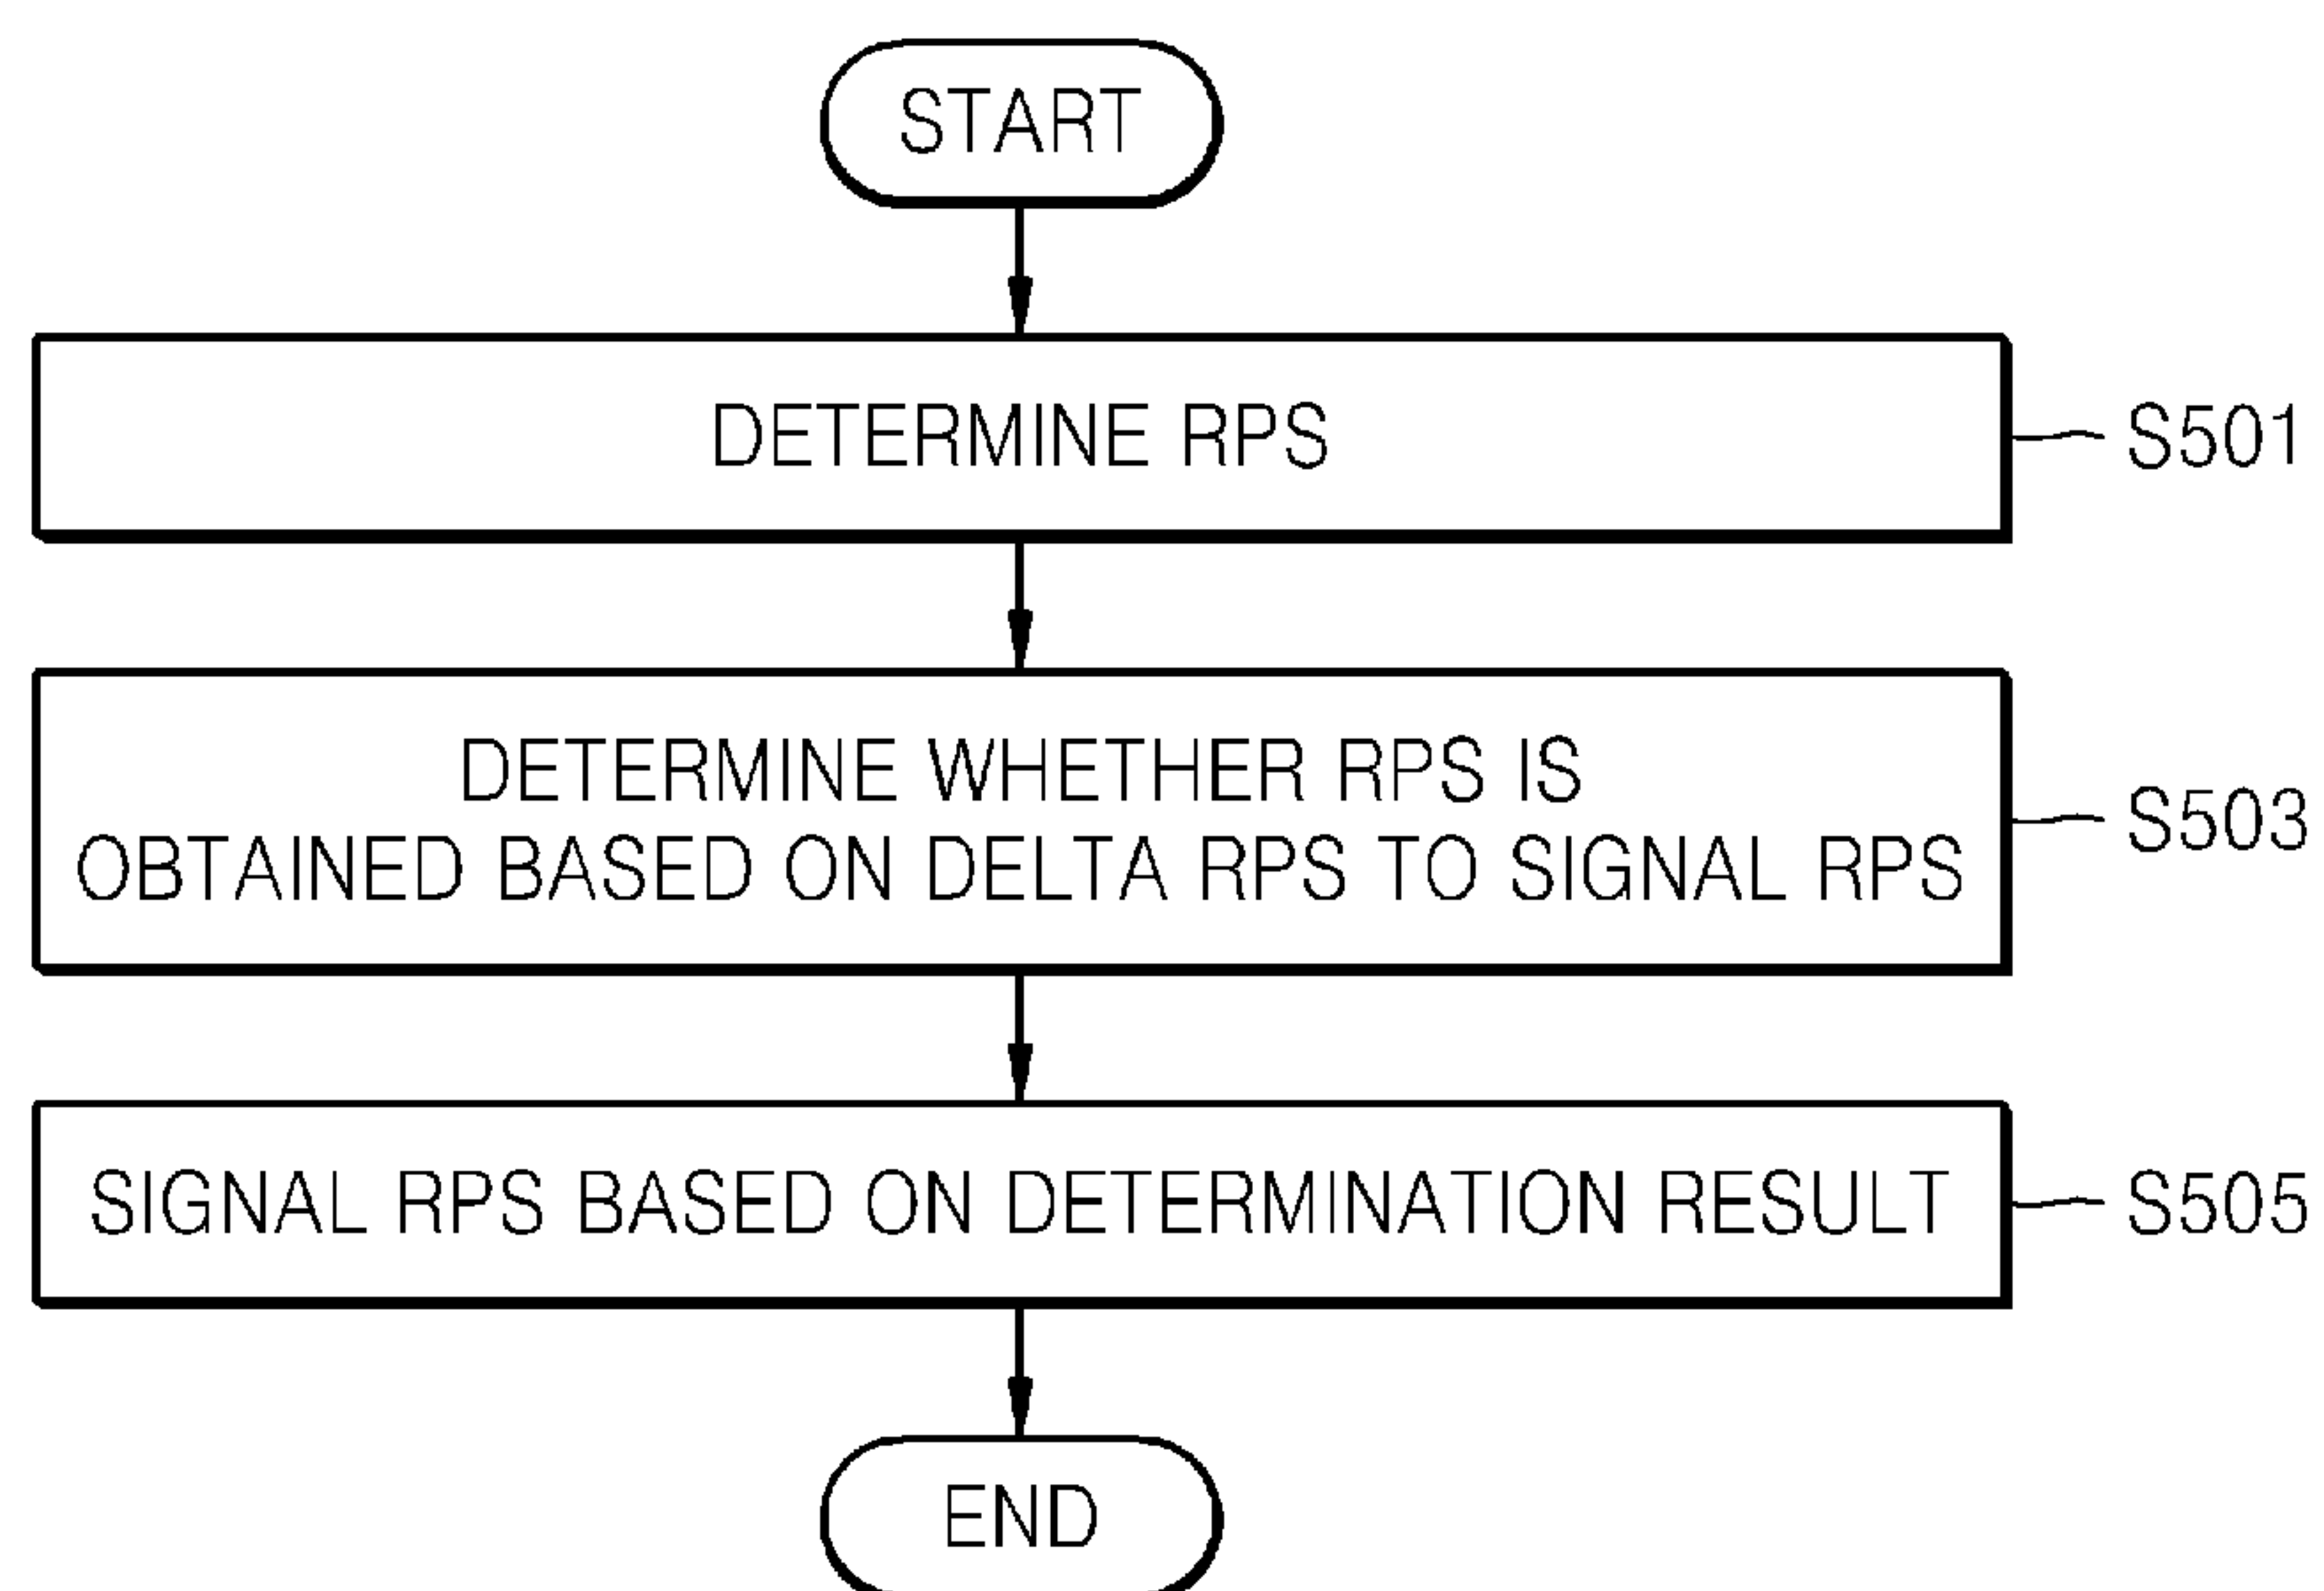 START
DETERMINE RPS
S501
DETERMINE WHETHER RPS IS
OBTAINED BASED ON DELTA RPS TO SIGNAL RPS
S503
SIGNAL RPS BASED ON DETERMINATION RESULT
S505
END